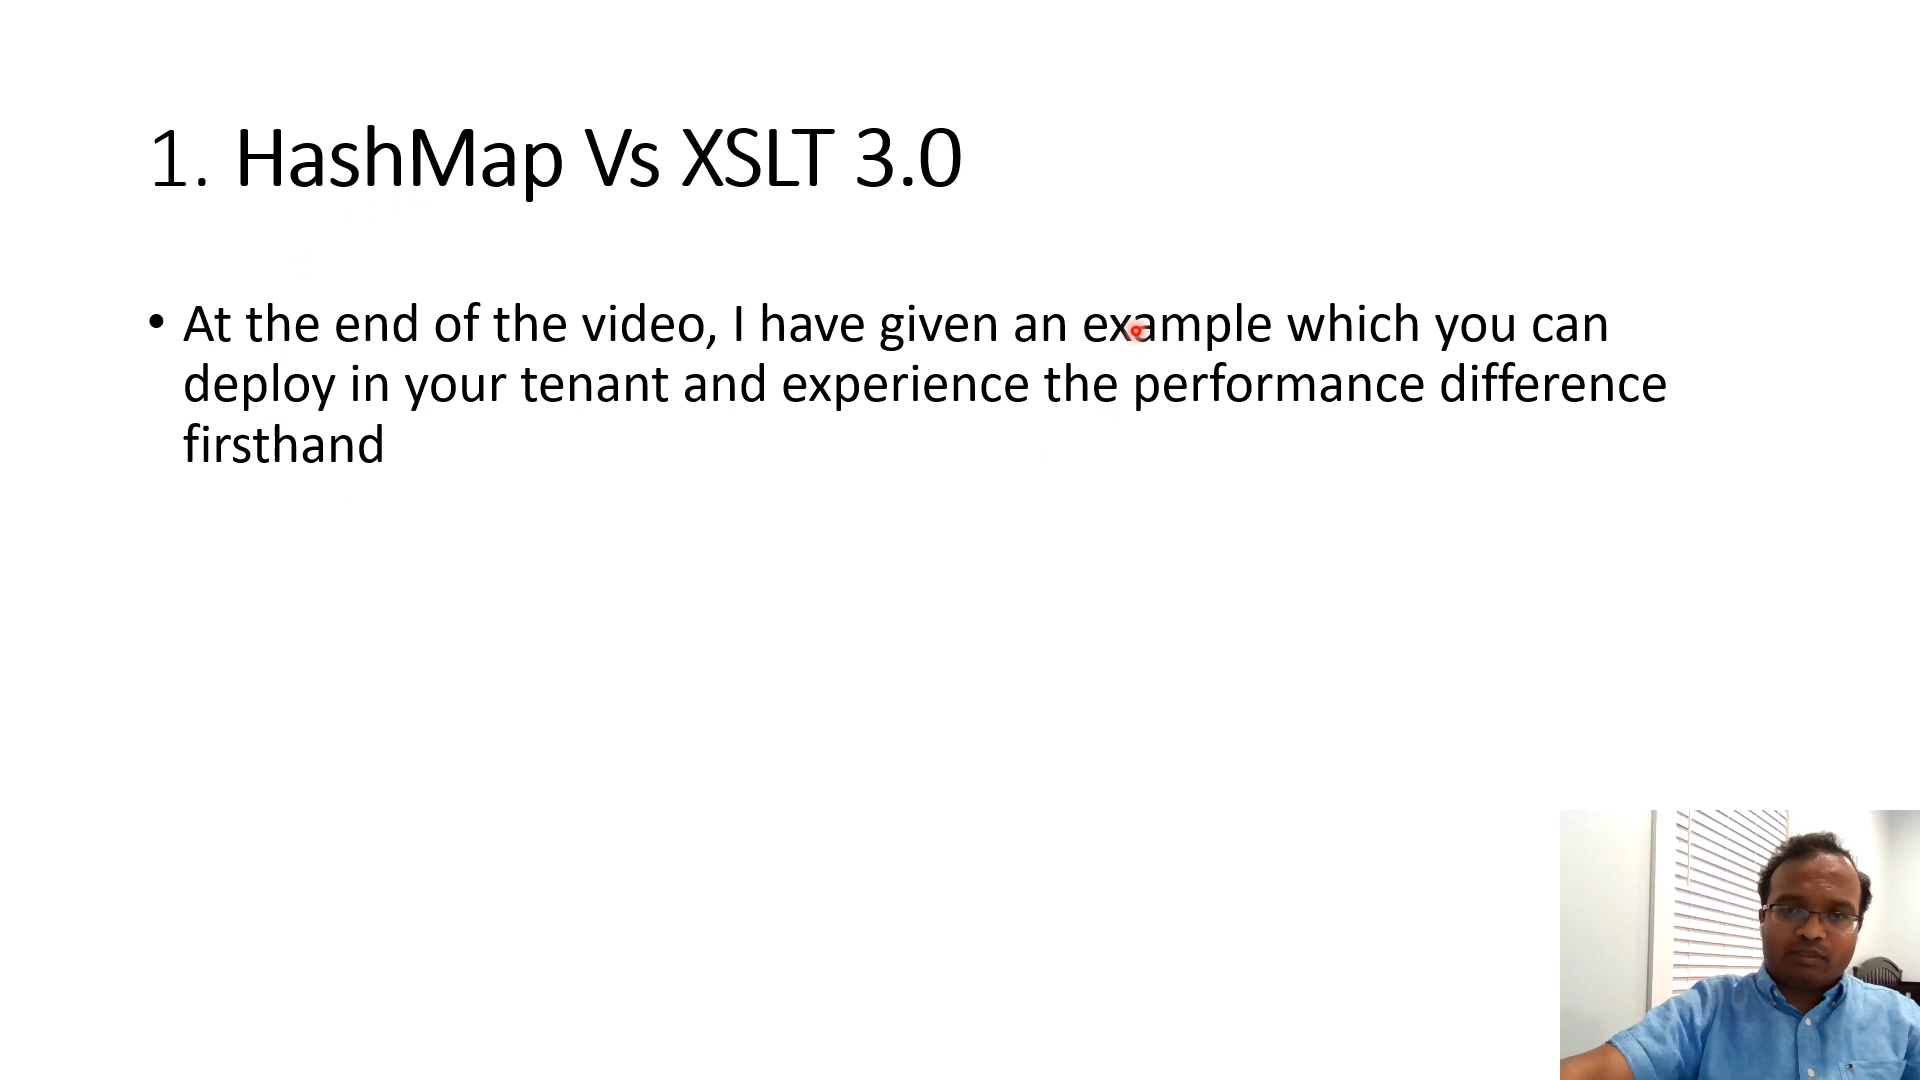 1. HashMap Vs XSLT 3.0
• At the end of the video, I have given an example which you can
deploy in your tenant and experience the performance difference
firsthand